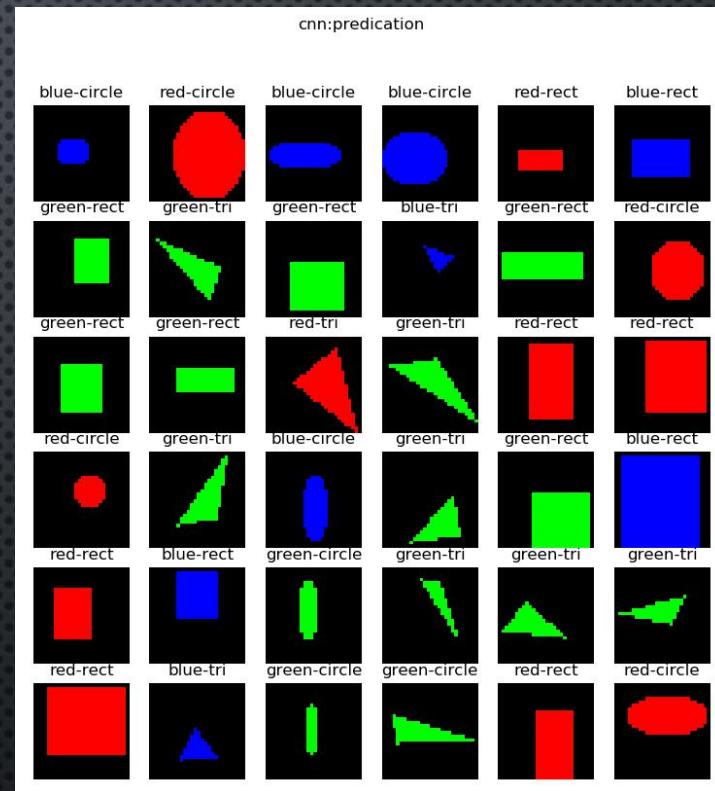 cnn:predication
blue-circle red-circle blue-circle blue-circle red-rect blue-rect
green-rect green-tri green-rect blue-tri green-rect red-circle
green-rect green-rect red-tri green-tri red-rect red-rect
red-circle green-tri blue-circle green-tri green-rect blue-rect
red-rect blue-rect green-circle green-tri green-tri green-tri
red-rect blue-tri green-circle green-circle red-rect red-circle